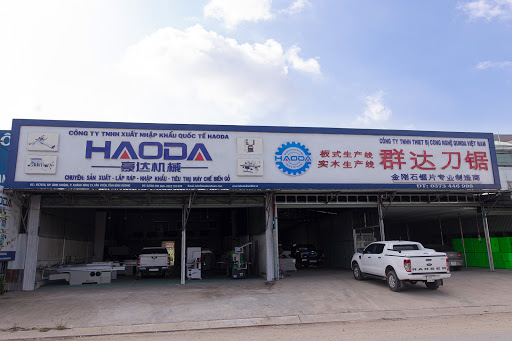 CÔNG TY TNHH XUẤT NHẬP KHẨU QUỐC TẾ HAODA
HAODA
豪达机械
CHUYÊN: SẢN XUẤT - LẮP RÁP - NHẬP KHẨU - TIÊU THỤ MÁY CHẾ BIẾN GỖ
HAODA
板式生产线
实木生产线
CÔNG TY TNHH THIẾT BỊ CÔNG NGHỆ QUNDA VIỆT NAM
群达刀锯
金刚石锯片专业制造商
ĐT: 0373 446 998
RANGER